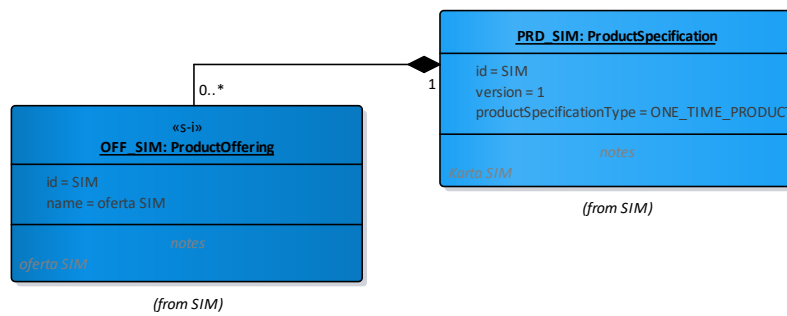 PRD_SIM: ProductSpecification
id = SIM
version = 1
productSpecificationType = ONE_TIME_PRODUCT
notes
Karta SIM
(from SIM)
1
0..*
«s-i»
OFF_SIM: ProductOffering
id = SIM
name = oferta SIM
notes
oferta SIM
(from SIM)